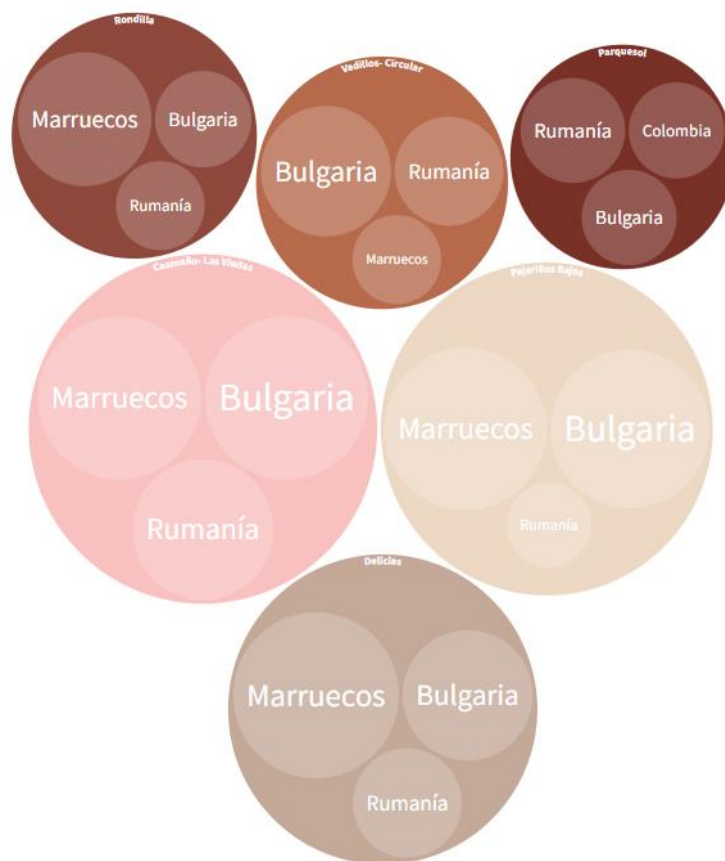 Rondilla
Marruecos
Bulgaria
Rumanía
Vadillos- Circular
Bulgaria
Rumanía
Marruecos
Parquesol
Rumanía
Colombia
Bulgaria
Caamaño- Las Viudas
Marruecos
Bulgaria
Rumanía
Pajarillos Bajos
Marruecos
Bulgaria
Rumanía
Delicias
Marruecos
Bulgaria
Rumanía